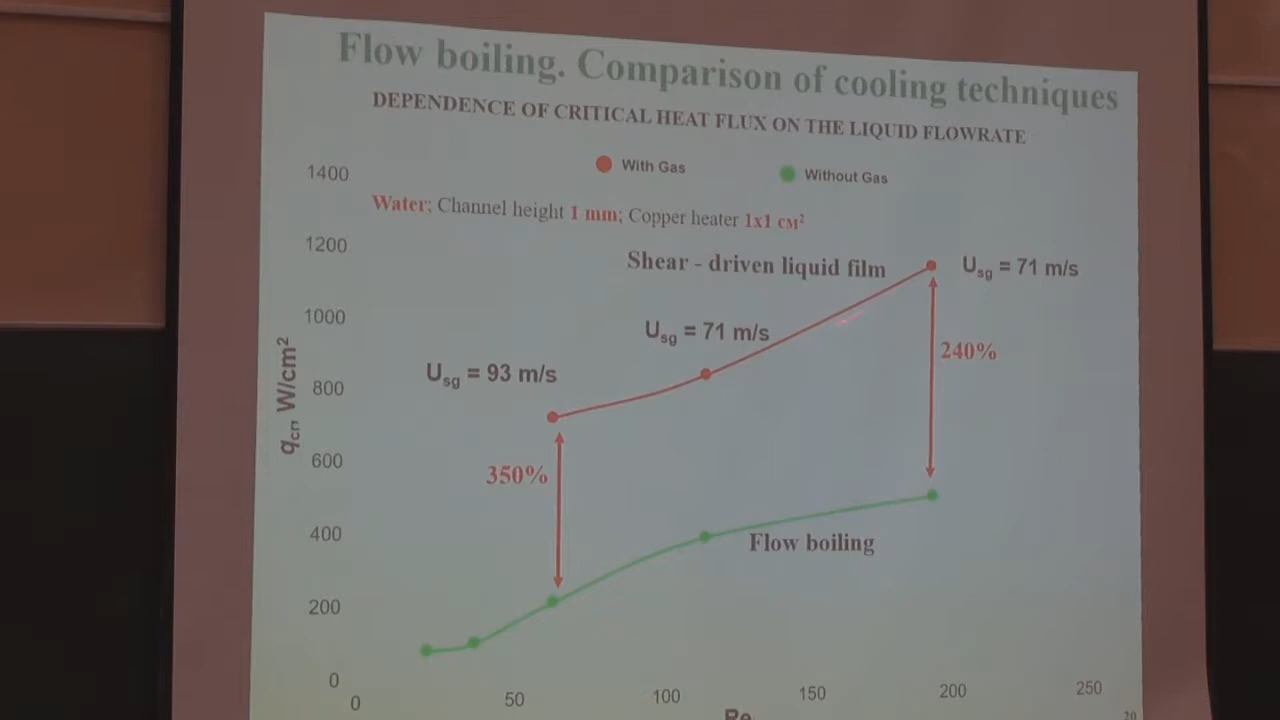 Flow boiling. Comparison of cooling techniques
DEPENDENCE OF CRITICAL HEAT FLUX ON THE LIQUID FLOWRATE
With Gas
Without Gas
1400
Water; Channel height 1 mm; Copper heater 1x1 см²
1200
Shear - driven liquid film
Usg = 71 m/s
1000
Usg = 71 m/s
240%
qcr, W/cm²
800
Usg = 93 m/s
600
350%
400
Flow boiling
200
0
0
50
100
150
200
250
Re
20